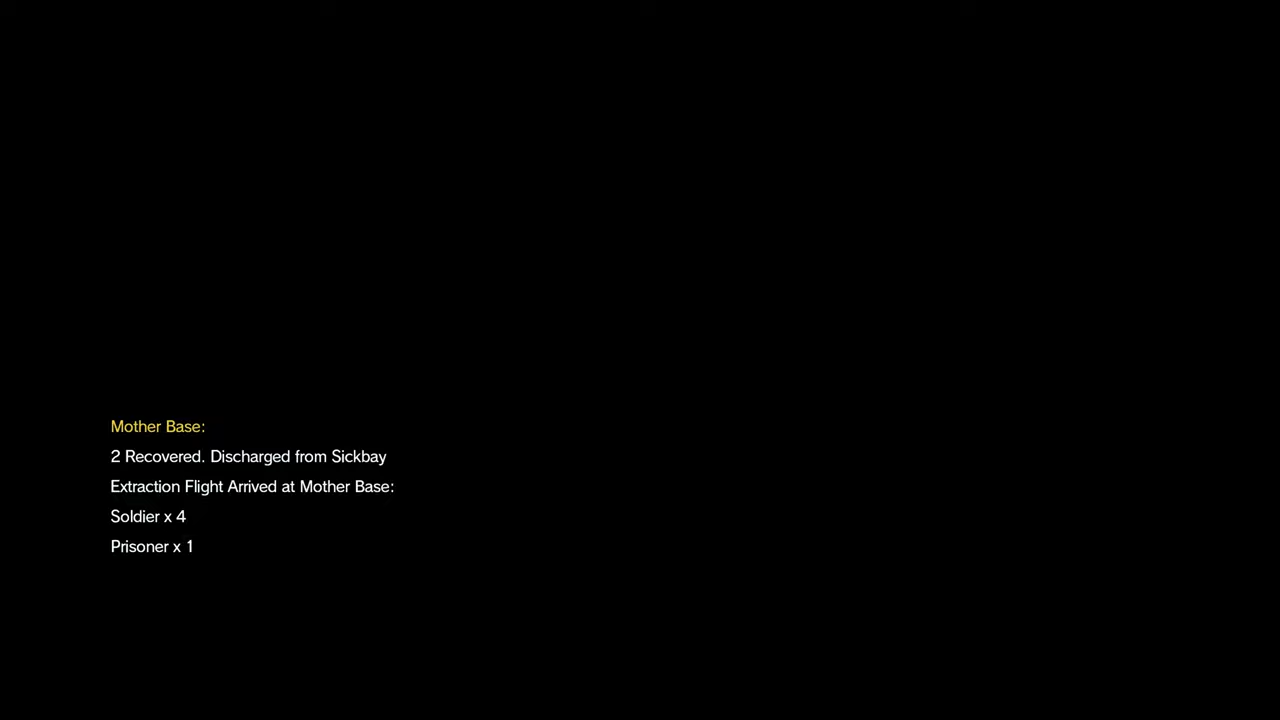 Mother Base:
2 Recovered. Discharged from Sickbay
Extraction Flight Arrived at Mother Base:
Soldier x 4
Prisoner x 1